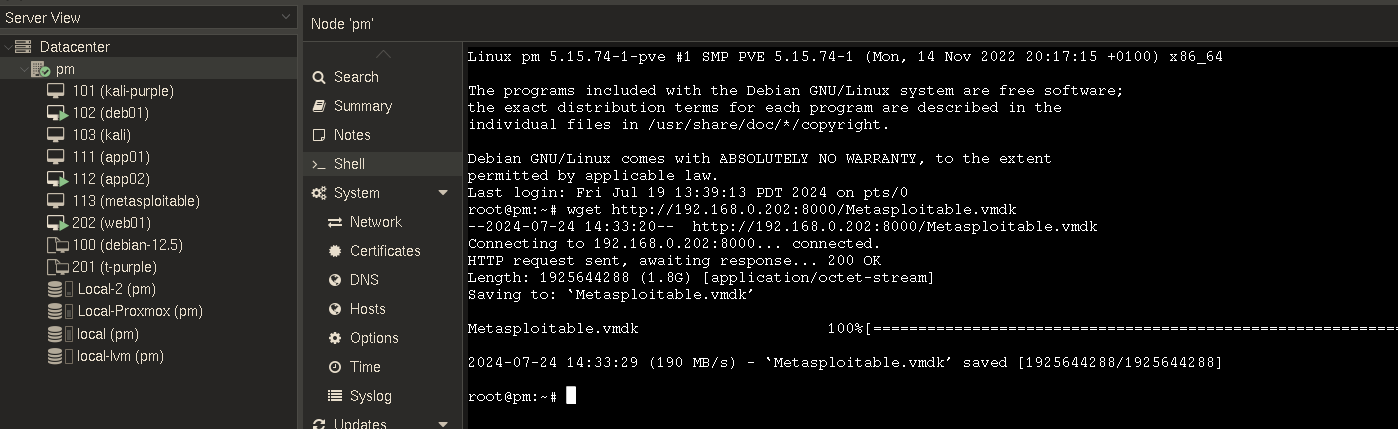 Server View
Datacenter
pm
101 (kali-purple)
102 (deb01)
103 (kali)
111 (app01)
112 (app02)
113 (metasploitable)
202 (web01)
100 (debian-12.5)
201 (t-purple)
Local-2 (pm)
Local-Proxmox (pm)
local (pm)
local-lvm (pm)
Node 'pm'
Search
Summary
Notes
Shell
System
Network
Certificates
DNS
Hosts
Options
Time
Syslog
Updates
Linux pm 5.15.74-1-pve #1 SMP PVE 5.15.74-1 (Mon, 14 Nov 2022 20:17:15 +0100) x86_64
The programs included with the Debian GNU/Linux system are free software;
the exact distribution terms for each program are described in the
individual files in /usr/share/doc/*/copyright.
Debian GNU/Linux comes with ABSOLUTELY NO WARRANTY, to the extent
permitted by applicable law.
Last login: Fri Jul 19 13:39:13 PDT 2024 on pts/0
root@pm:~# wget http://192.168.0.202:8000/Metasploitable.vmdk
--2024-07-24 14:33:20--  http://192.168.0.202:8000/Metasploitable.vmdk
Connecting to 192.168.0.202:8000... connected.
HTTP request sent, awaiting response... 200 OK
Length: 1925644288 (1.8G) [application/octet-stream]
Saving to: ‘Metasploitable.vmdk’
Metasploitable.vmdk 100%[==========================================================
2024-07-24 14:33:29 (190 MB/s) - ‘Metasploitable.vmdk’ saved [1925644288/1925644288]
root@pm:~#